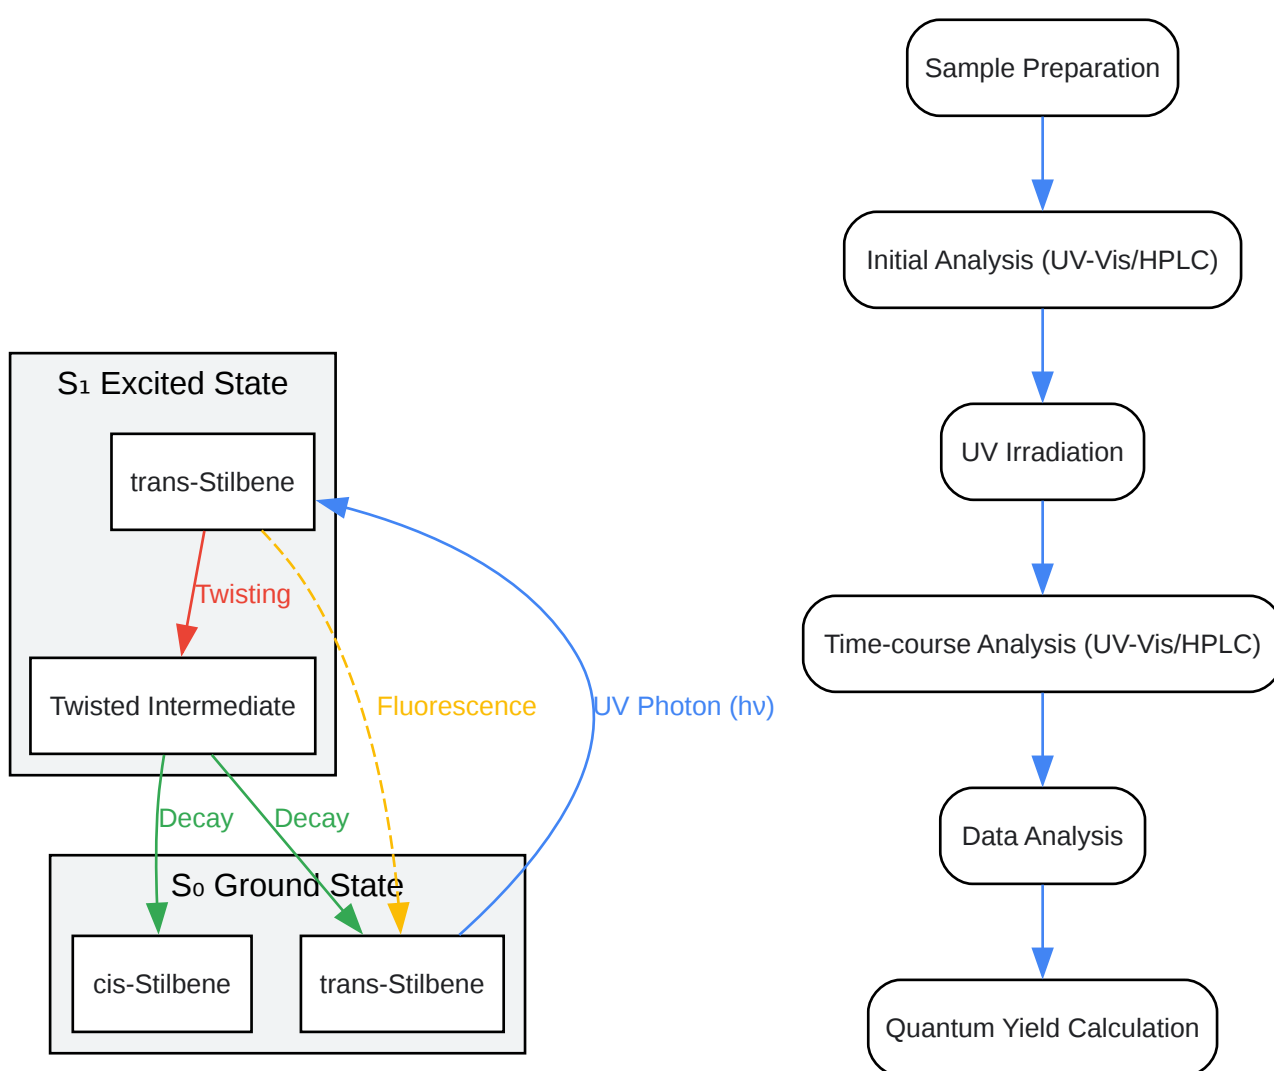 S₁ Excited State
trans-Stilbene
Twisting
Twisted Intermediate
Fluorescence
UV Photon (hν)
Decay
Decay
S₀ Ground State
cis-Stilbene
trans-Stilbene
Sample Preparation
Initial Analysis (UV-Vis/HPLC)
UV Irradiation
Time-course Analysis (UV-Vis/HPLC)
Data Analysis
Quantum Yield Calculation